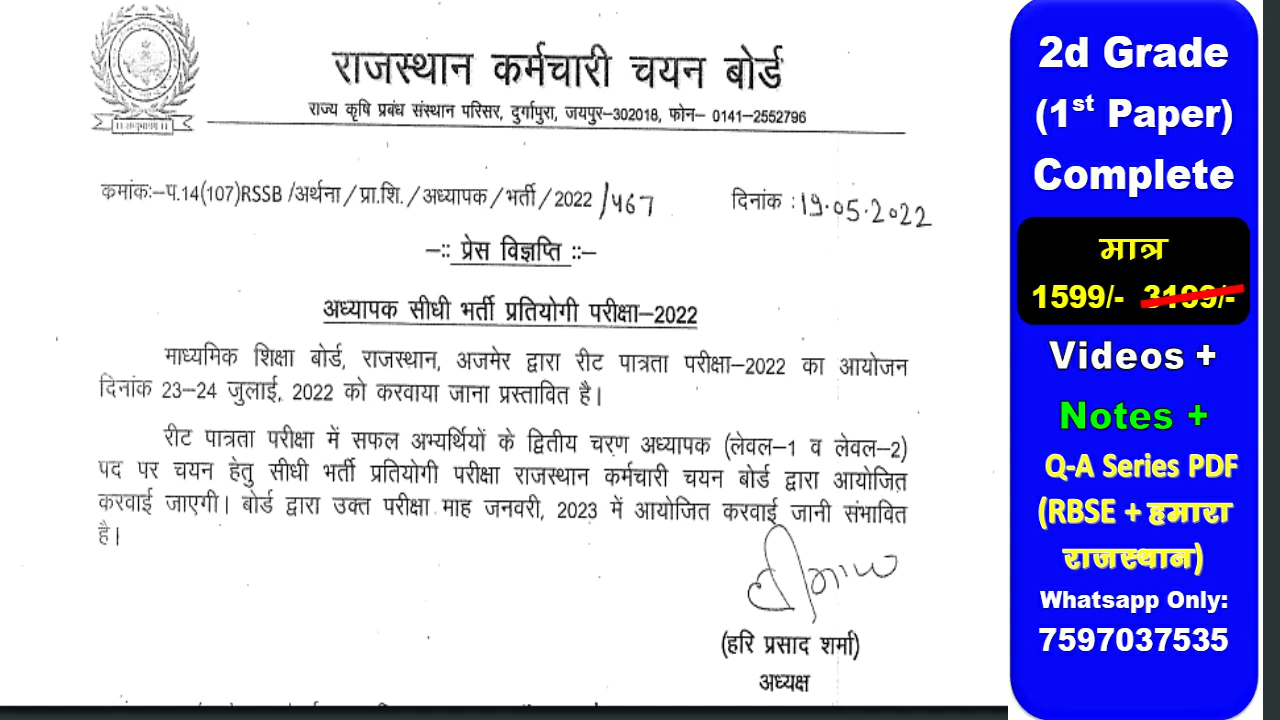 राजस्थान कर्मचारी चयन बोर्ड
राज्य कृषि प्रबंध संस्थान परिसर, दुर्गापुरा, जयपुर–302018, फोन– 0141–2552796
कमांकः–प.14(107)RSSB/अर्थना/प्रा.शि./अध्यापक/भर्ती/2022/467
दिनांक : 19.05.2022
–:: प्रेस विज्ञप्ति ::–
अध्यापक सीधी भर्ती प्रतियोगी परीक्षा–2022
माध्यमिक शिक्षा बोर्ड, राजस्थान, अजमेर द्वारा रीट पात्रता परीक्षा–2022 का आयोजन
दिनांक 23–24 जुलाई, 2022 को करवाया जाना प्रस्तावित है।
रीट पात्रता परीक्षा में सफल अभ्यर्थियों के द्वितीय चरण अध्यापक (लेवल–1 व लेवल–2)
पद पर चयन हेतु सीधी भर्ती प्रतियोगी परीक्षा राजस्थान कर्मचारी चयन बोर्ड द्वारा आयोजित
करवाई जाएगी। बोर्ड द्वारा उक्त परीक्षा माह जनवरी, 2023 में आयोजित करवाई जानी संभावित
है।
(हरि प्रसाद शर्मा)
अध्यक्ष
2d Grade
(1st Paper)
Complete
मात्र
1599/- 3199/-
Videos +
Notes +
Q-A Series PDF
(RBSE + हमारा
राजस्थान)
Whatsapp Only:
7597037535